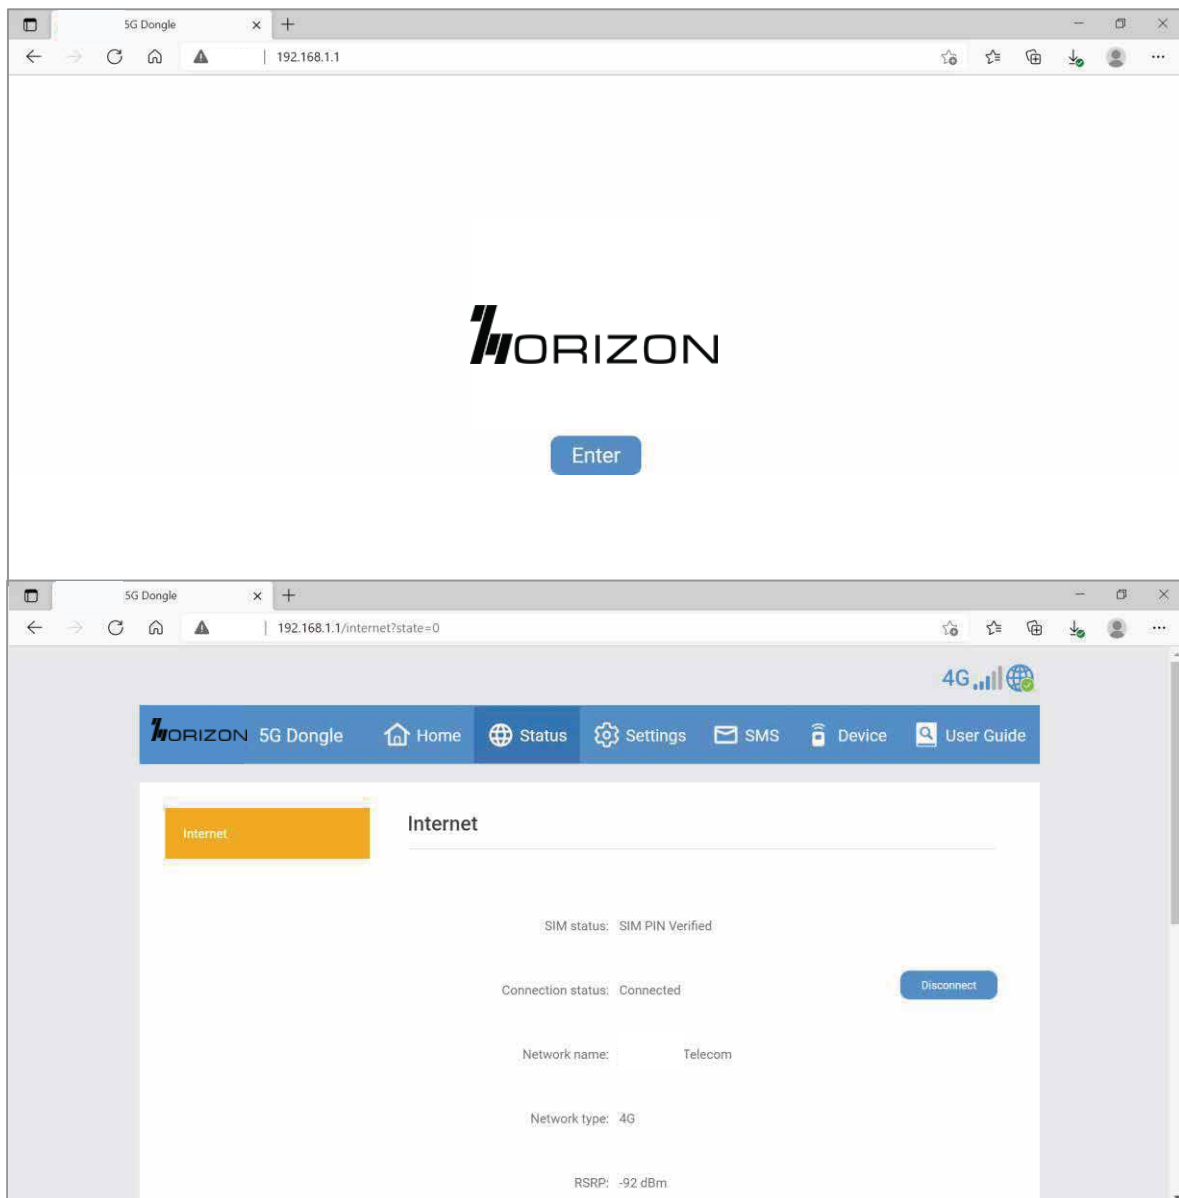 5G Dongle
192.168.1.1
HORIZON
Enter
5G Dongle
192.168.1.1/internet?state=0
4G
HORIZON 5G Dongle Home Status Settings SMS Device User Guide
Internet
Internet
SIM status: SIM PIN Verified
Connection status: Connected
Disconnect
Network name: Telecom
Network type: 4G
RSRP: -92 dBm